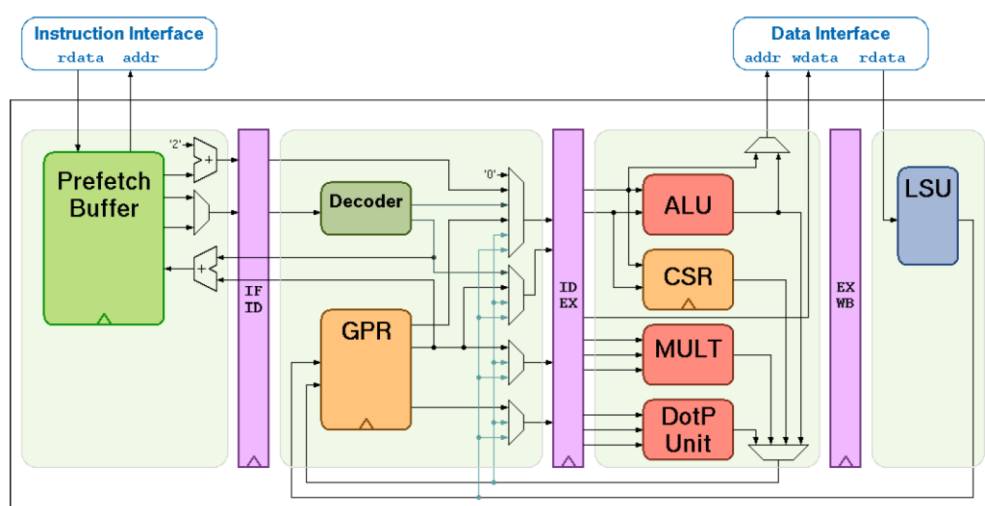 Instruction Interface
rdata addr
Data Interface
addr wdata rdata
'2'
+
Prefetch
Buffer
+
IF
ID
'0'
Decoder
GPR
ID
EX
ALU
CSR
MULT
DotP
Unit
EX
WB
LSU